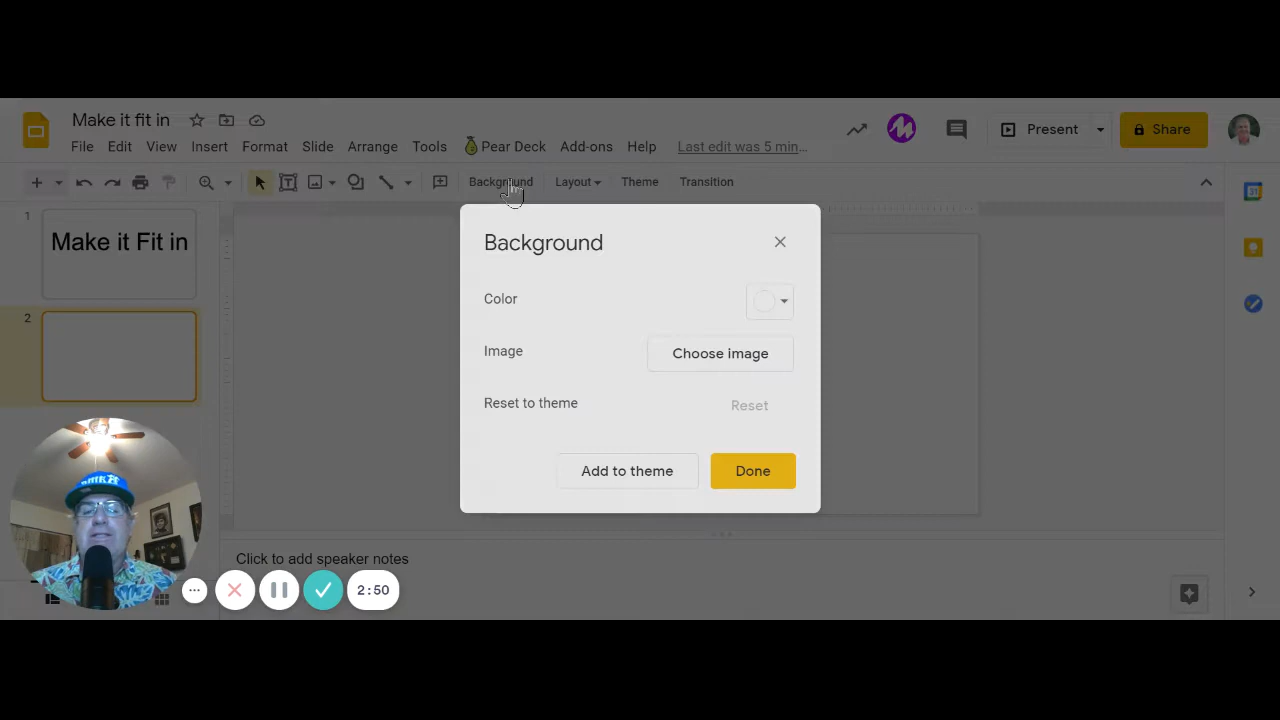 Make it fit in
File Edit View Insert Format Slide Arrange Tools Pear Deck Add-ons Help Last edit was 5 min...
Present
Share
Background Layout Theme Transition
1
Make it Fit in
2
Background
Color
Image Choose image
Reset to theme Reset
Add to theme Done
Click to add speaker notes
2:50